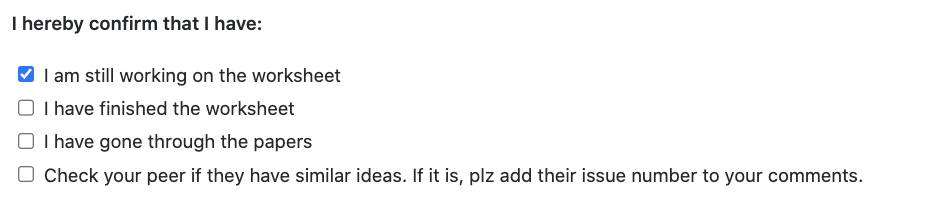 I hereby confirm that I have:
I am still working on the worksheet
I have finished the worksheet
I have gone through the papers
Check your peer if they have similar ideas. If it is, plz add their issue number to your comments.